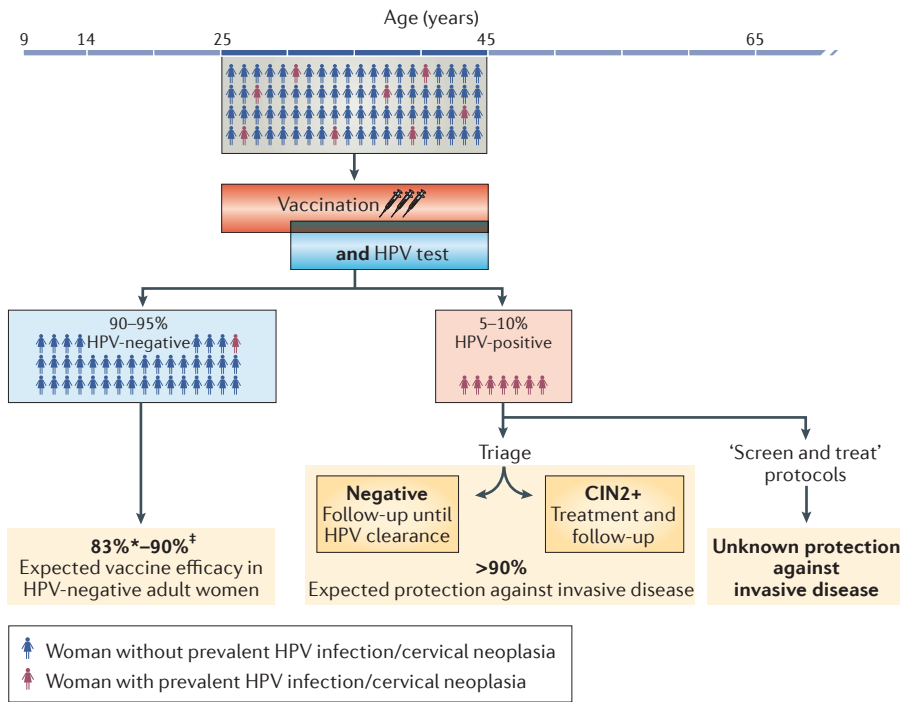 Age (years)
9 14 25 45 65
Vaccination
and HPV test
90–95%
HPV-negative
5–10%
HPV-positive
Triage
Negative
Follow-up until
HPV clearance
CIN2+
Treatment and
follow-up
'Screen and treat'
protocols
83%*–90%‡
Expected vaccine efficacy in
HPV-negative adult women
>90%
Expected protection against invasive disease
Unknown protection
against
invasive disease
Woman without prevalent HPV infection/cervical neoplasia
Woman with prevalent HPV infection/cervical neoplasia